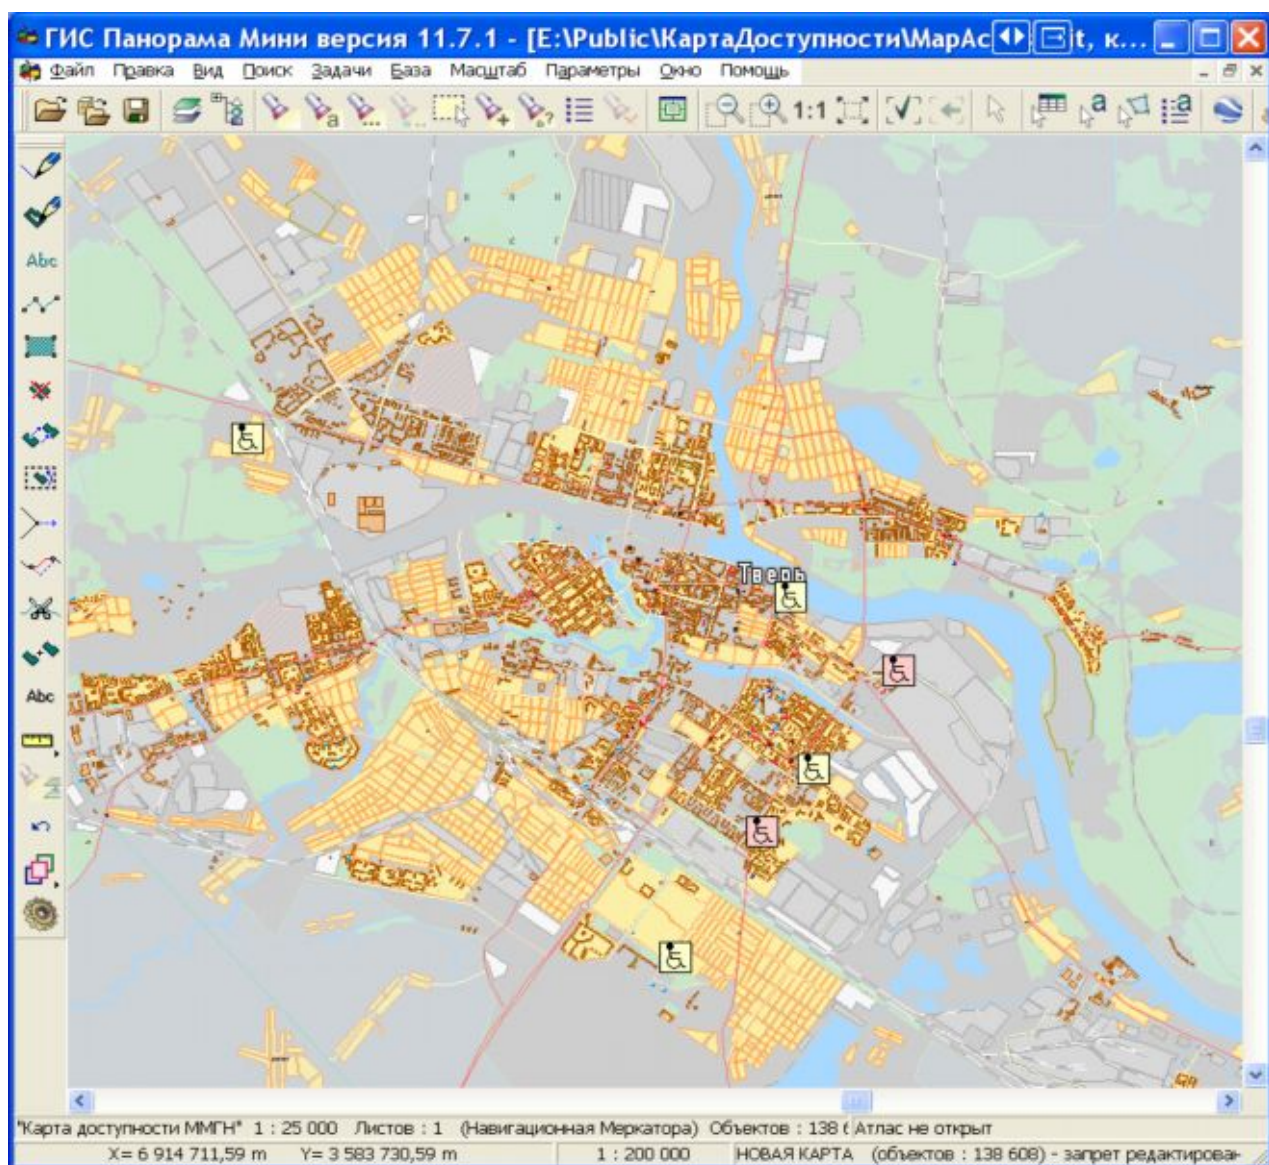 ГИС Панорама Мини версия 11.7.1 - [E:\Public\КартаДоступности\MapAc it, к...
Файл Правка Вид Поиск Задачи База Масштаб Параметры Окно Помощь
1:1 a a
Abc
Abc
Тверь
"Карта доступности ММГН" 1 : 25 000 Листов : 1 (Навигационная Меркатора) Объектов : 138 Атлас не открыт
X= 6 914 711,59 m Y= 3 583 730,59 m 1 : 200 000 НОВАЯ КАРТА (объектов : 138 608) - запрет редактирован